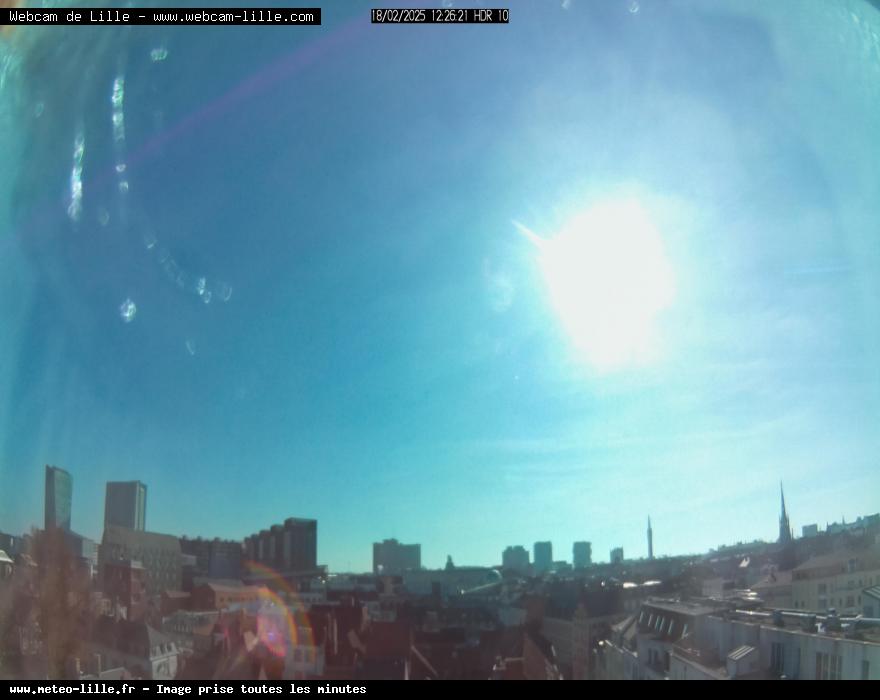 Webcam de Lille - www.webcam-lille.com
18/02/2025 12:26:21 HDR 10
www.meteo-lille.fr - Image prise toutes les minutes